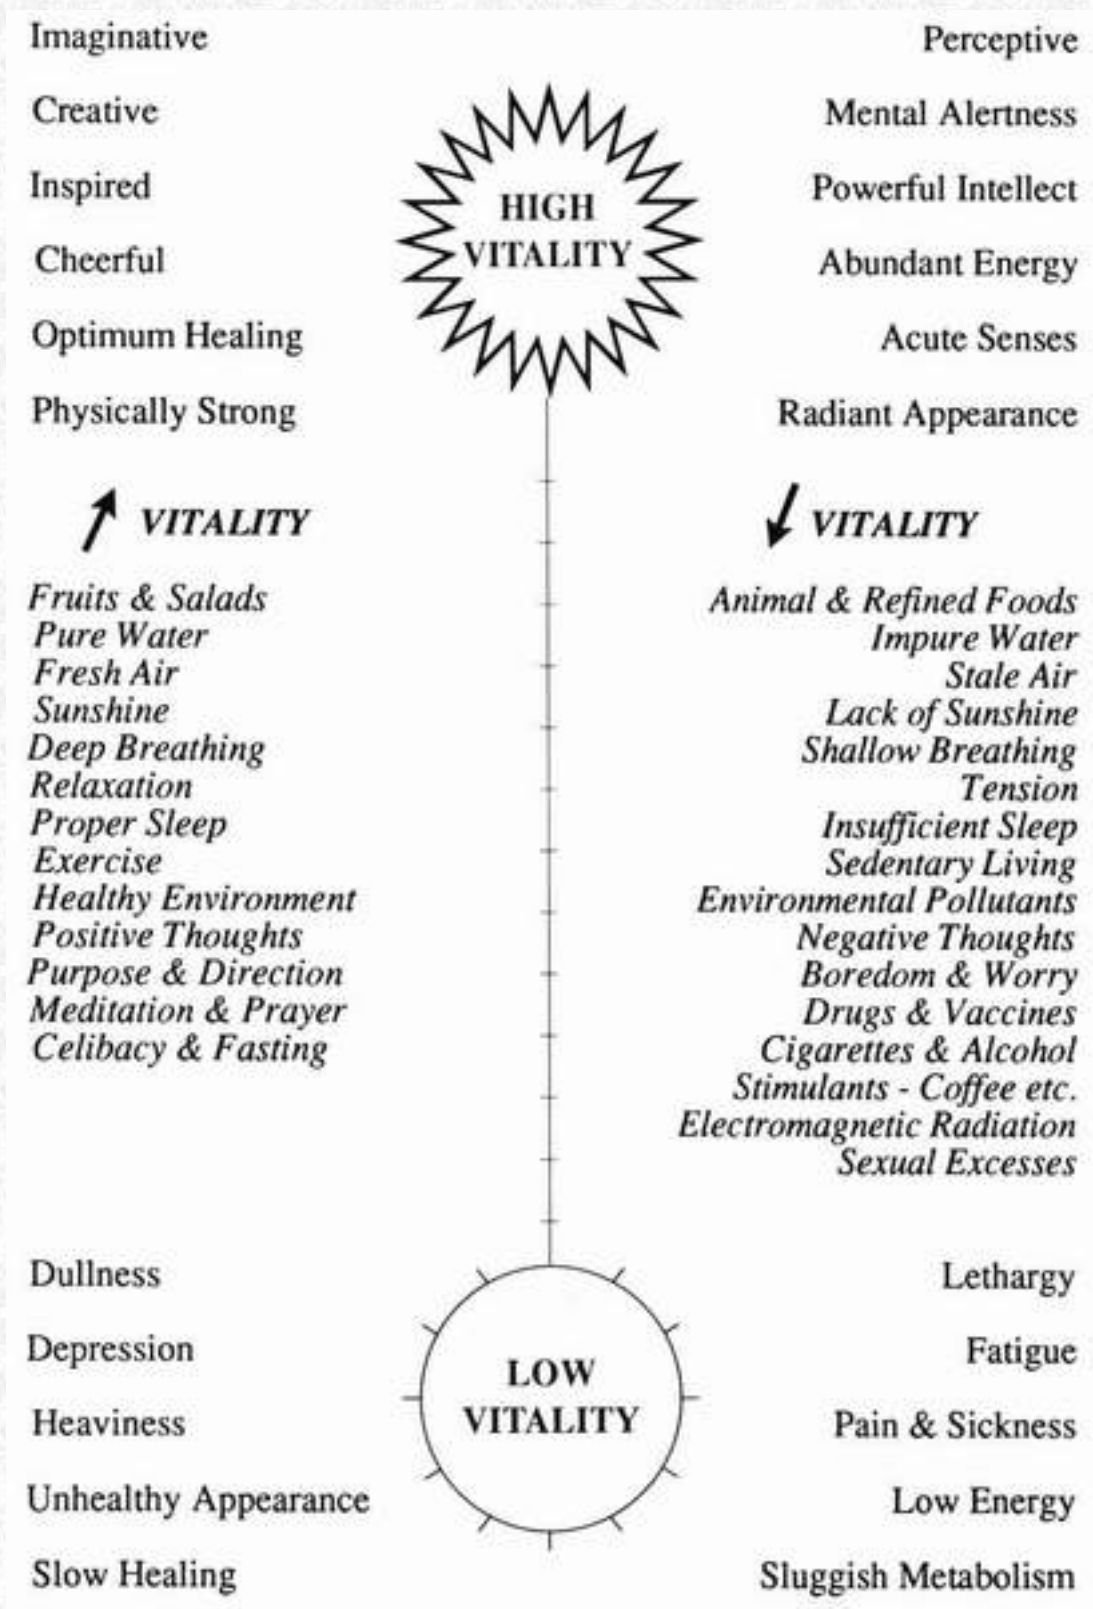 Imaginative
Perceptive
Creative
Mental Alertness
Inspired
HIGH
VITALITY
Powerful Intellect
Cheerful
Abundant Energy
Optimum Healing
Acute Senses
Physically Strong
Radiant Appearance
VITALITY
Fruits & Salads
Pure Water
Fresh Air
Sunshine
Deep Breathing
Relaxation
Proper Sleep
Exercise
Healthy Environment
Positive Thoughts
Purpose & Direction
Meditation & Prayer
Celibacy & Fasting
VITALITY
Animal & Refined Foods
Impure Water
Stale Air
Lack of Sunshine
Shallow Breathing
Tension
Insufficient Sleep
Sedentary Living
Environmental Pollutants
Negative Thoughts
Boredom & Worry
Drugs & Vaccines
Cigarettes & Alcohol
Stimulants - Coffee etc.
Electromagnetic Radiation
Sexual Excesses
Dullness
Lethargy
Depression
Fatigue
LOW
VITALITY
Heaviness
Pain & Sickness
Unhealthy Appearance
Low Energy
Slow Healing
Sluggish Metabolism